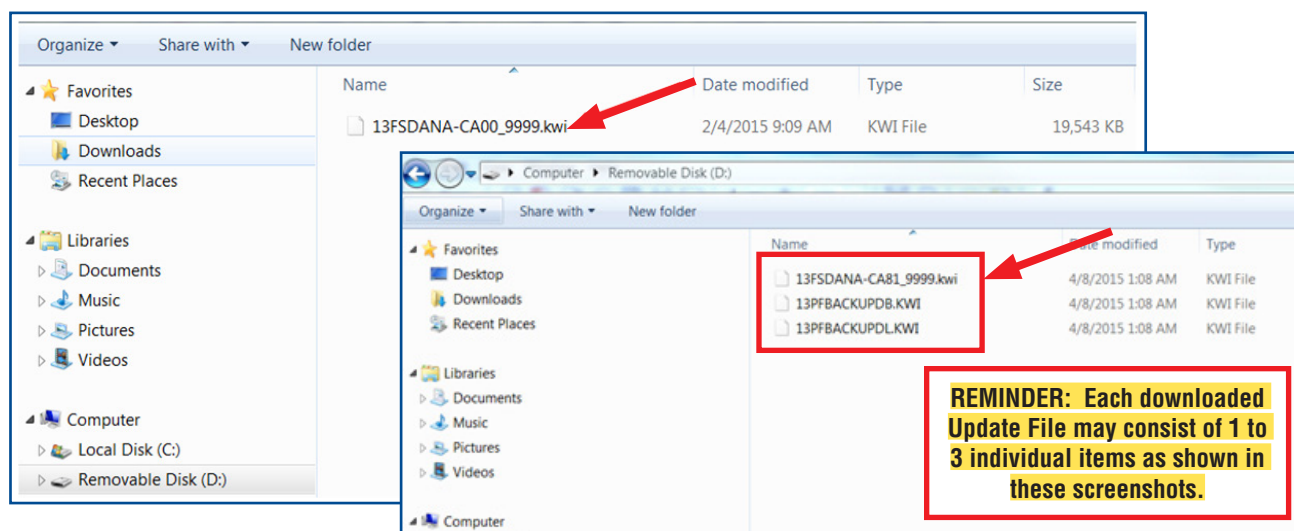 Organize Share with New folder
Favorites
Desktop
Downloads
Recent Places
Libraries
Documents
Music
Pictures
Videos
Computer
Local Disk (C:)
Removable Disk (D:)
Name Date modified Type Size
13FSDANA-CA00_9999.kwi 2/4/2015 9:09 AM KWI File 19,543 KB
Computer Removable Disk (D:)
Organize Share with New folder
Favorites
Desktop
Downloads
Recent Places
Libraries
Documents
Music
Pictures
Videos
Computer
Name Date modified Type
13FSDANA-CA81_9999.kwi 4/8/2015 1:08 AM KWI File
13PFBACKUPDB.KWI 4/8/2015 1:08 AM KWI File
13PFBACKUPDL.KWI 4/8/2015 1:08 AM KWI File
REMINDER: Each downloaded
Update File may consist of 1 to
3 individual items as shown in
these screenshots.